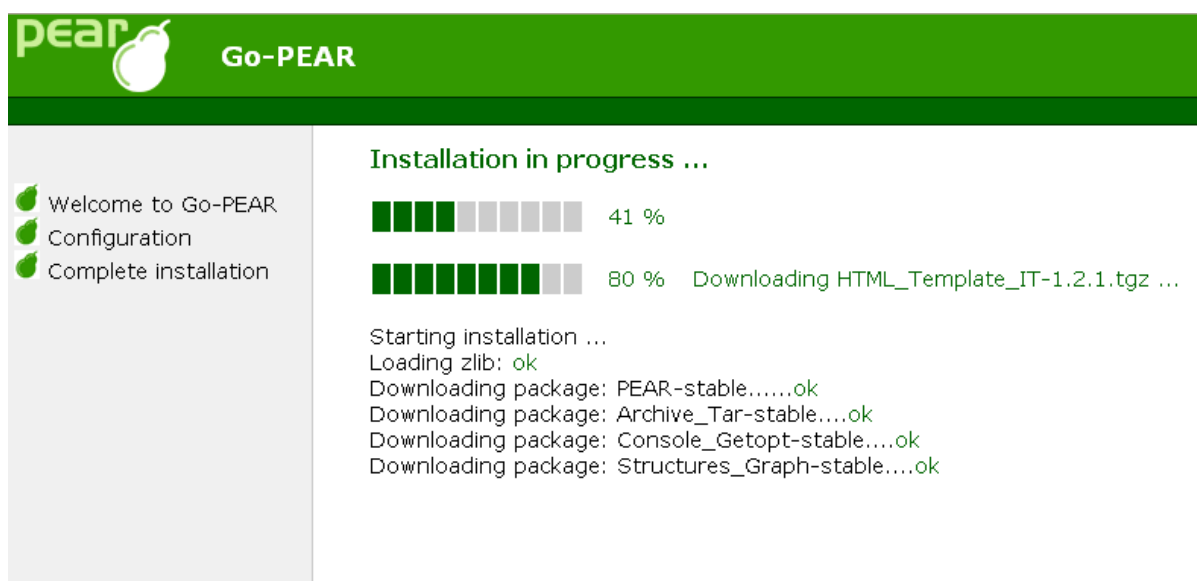 pear
Go-PEAR
Welcome to Go-PEAR
Configuration
Complete installation
Installation in progress ...
41 %
80 % Downloading HTML_Template_IT-1.2.1.tgz ...
Starting installation ...
Loading zlib: ok
Downloading package: PEAR-stable......ok
Downloading package: Archive_Tar-stable....ok
Downloading package: Console_Getopt-stable....ok
Downloading package: Structures_Graph-stable....ok